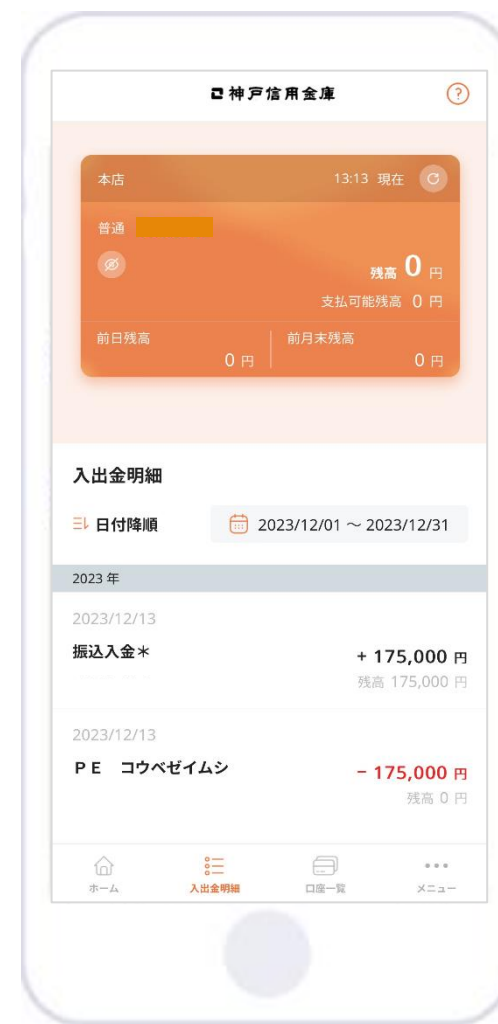 神戸信用金庫
?
本店 13:13 現在
普通
残高 0 円
支払可能残高 0 円
前日残高 前月末残高
0 円 0 円
入出金明細
日付降順 2023/12/01 ～ 2023/12/31
2023 年
2023/12/13
振込入金＊ + 175,000 円
残高 175,000 円
2023/12/13
ＰＥ　コウベゼイムシ − 175,000 円
残高 0 円
ホーム 入出金明細 口座一覧 メニュー